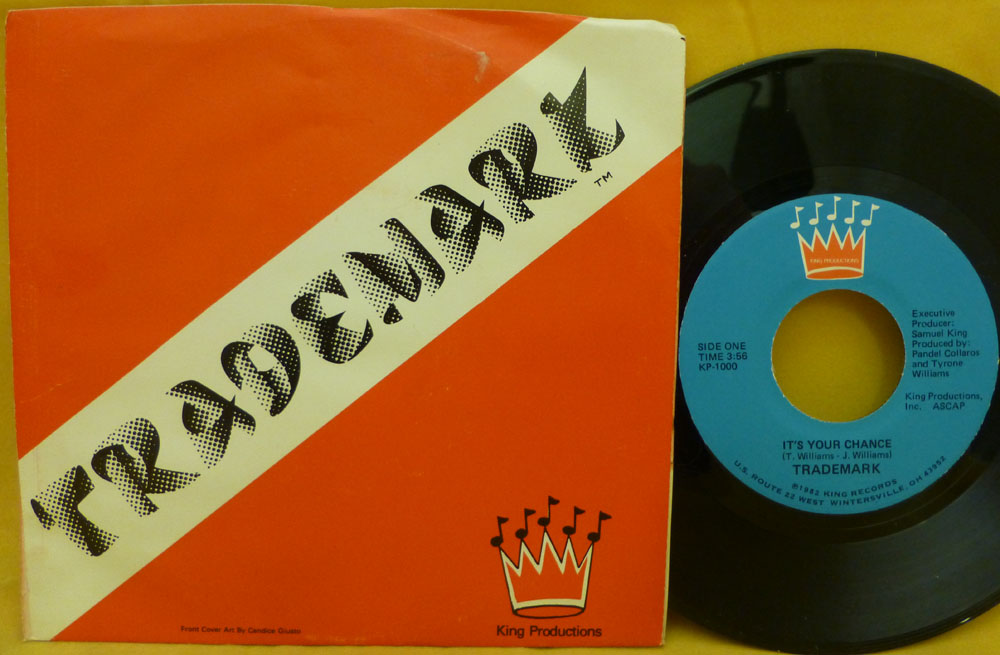 TRADEMARK
TM
Front Cover Art By Candice Giusto
King Productions
KING PRODUCTIONS
SIDE ONE
TIME 3:56
KP-1000
Executive
Producer:
Samuel King
Produced by:
Pandel Collaros
and Tyrone
Williams
King Productions,
Inc. ASCAP
IT'S YOUR CHANCE
(T. Williams - J. Williams)
TRADEMARK
℗1982 KING RECORDS
U.S. ROUTE 22 WEST WINTERSVILLE, OH 43952